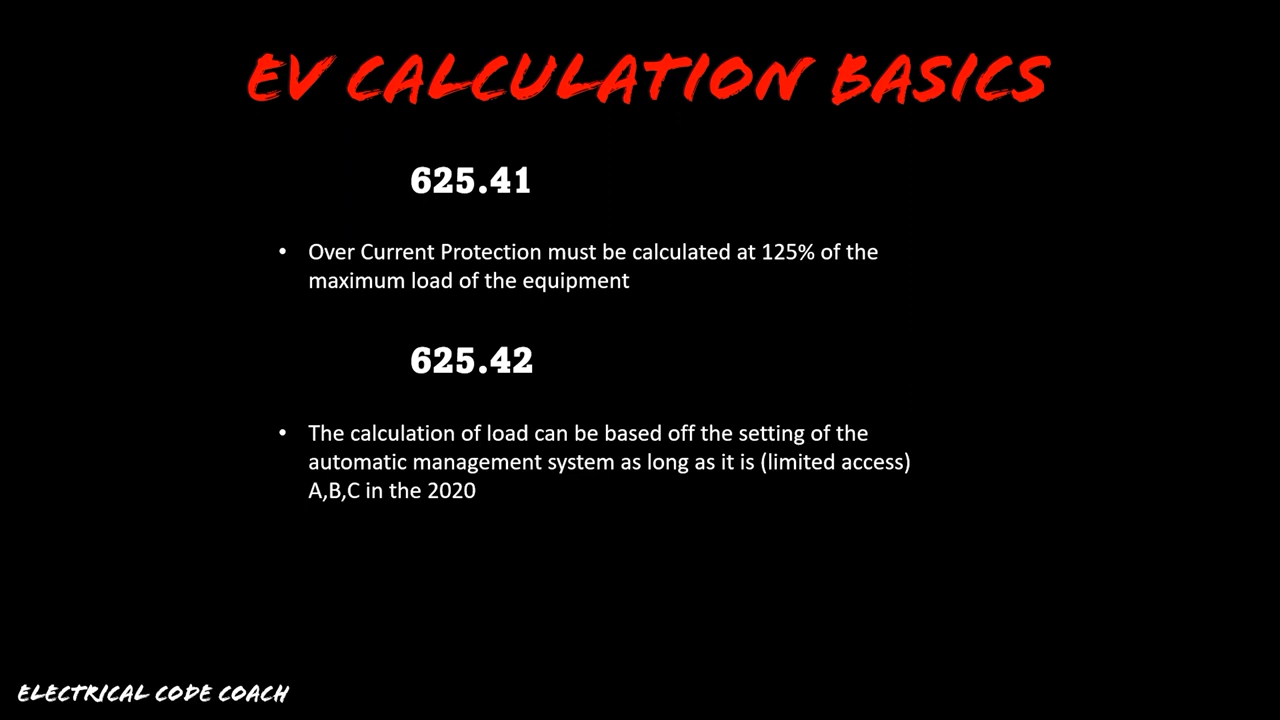 EV CALCULATION BASICS
625.41
• Over Current Protection must be calculated at 125% of the
maximum load of the equipment
625.42
• The calculation of load can be based off the setting of the
automatic management system as long as it is (limited access)
A,B,C in the 2020
ELECTRICAL CODE COACH